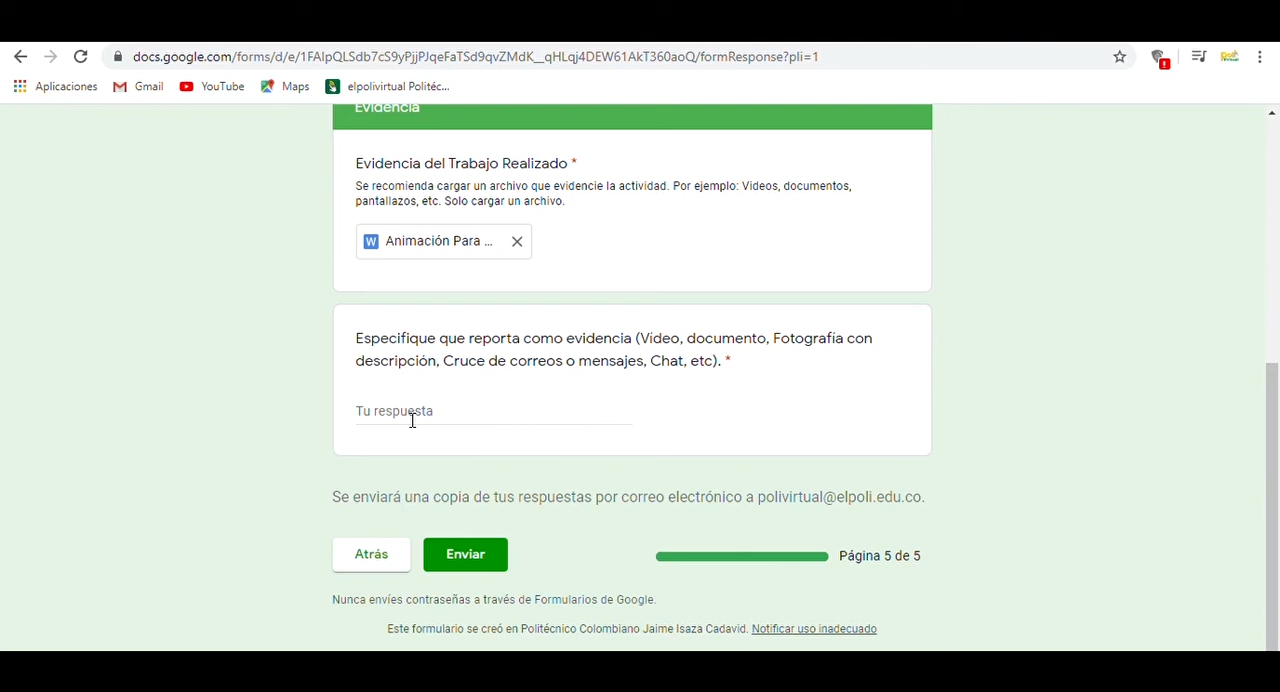 docs.google.com/forms/d/e/1FAIpQLSdb7cS9yPjjPJqeFaTSd9qvZMdK__qHLqj4DEW61AkT360aoQ/formResponse?pli=1
Aplicaciones Gmail YouTube Maps elpolivirtual Politéc...
Evidencia
Evidencia del Trabajo Realizado *
Se recomienda cargar un archivo que evidencie la actividad. Por ejemplo: Videos, documentos,
pantallazos, etc. Solo cargar un archivo.
W Animación Para ...
Especifique que reporta como evidencia (Video, documento, Fotografía con
descripción, Cruce de correos o mensajes, Chat, etc). *
Tu respuesta
Se enviará una copia de tus respuestas por correo electrónico a polivirtual@elpoli.edu.co.
Atrás Enviar Página 5 de 5
Nunca envíes contraseñas a través de Formularios de Google.
Este formulario se creó en Politécnico Colombiano Jaime Isaza Cadavid. Notificar uso inadecuado